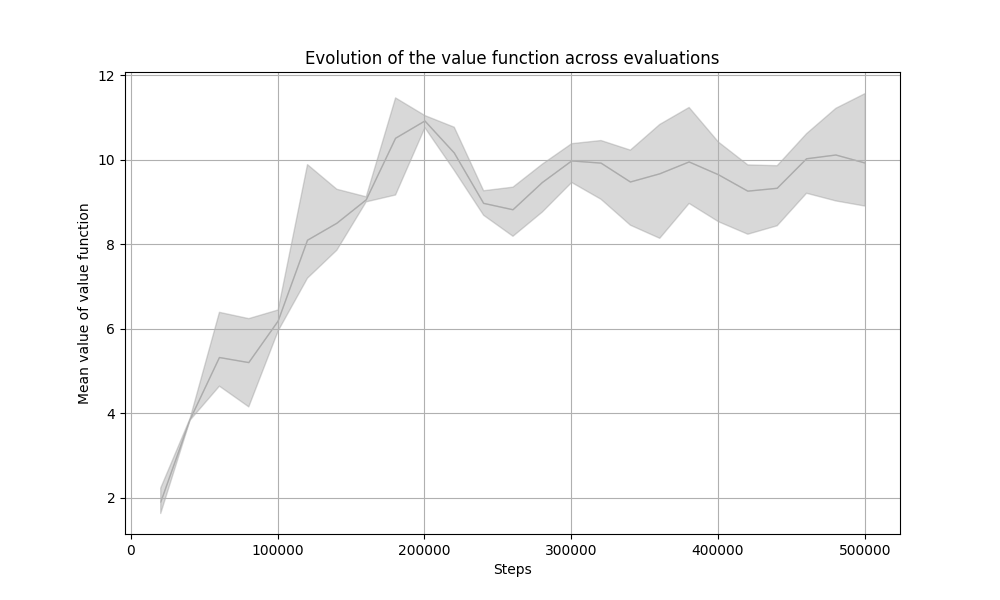 Evolution of the value function across evaluations
12
10
8
6
4
2
Mean value of value function
0 100000 200000 300000 400000 500000
Steps